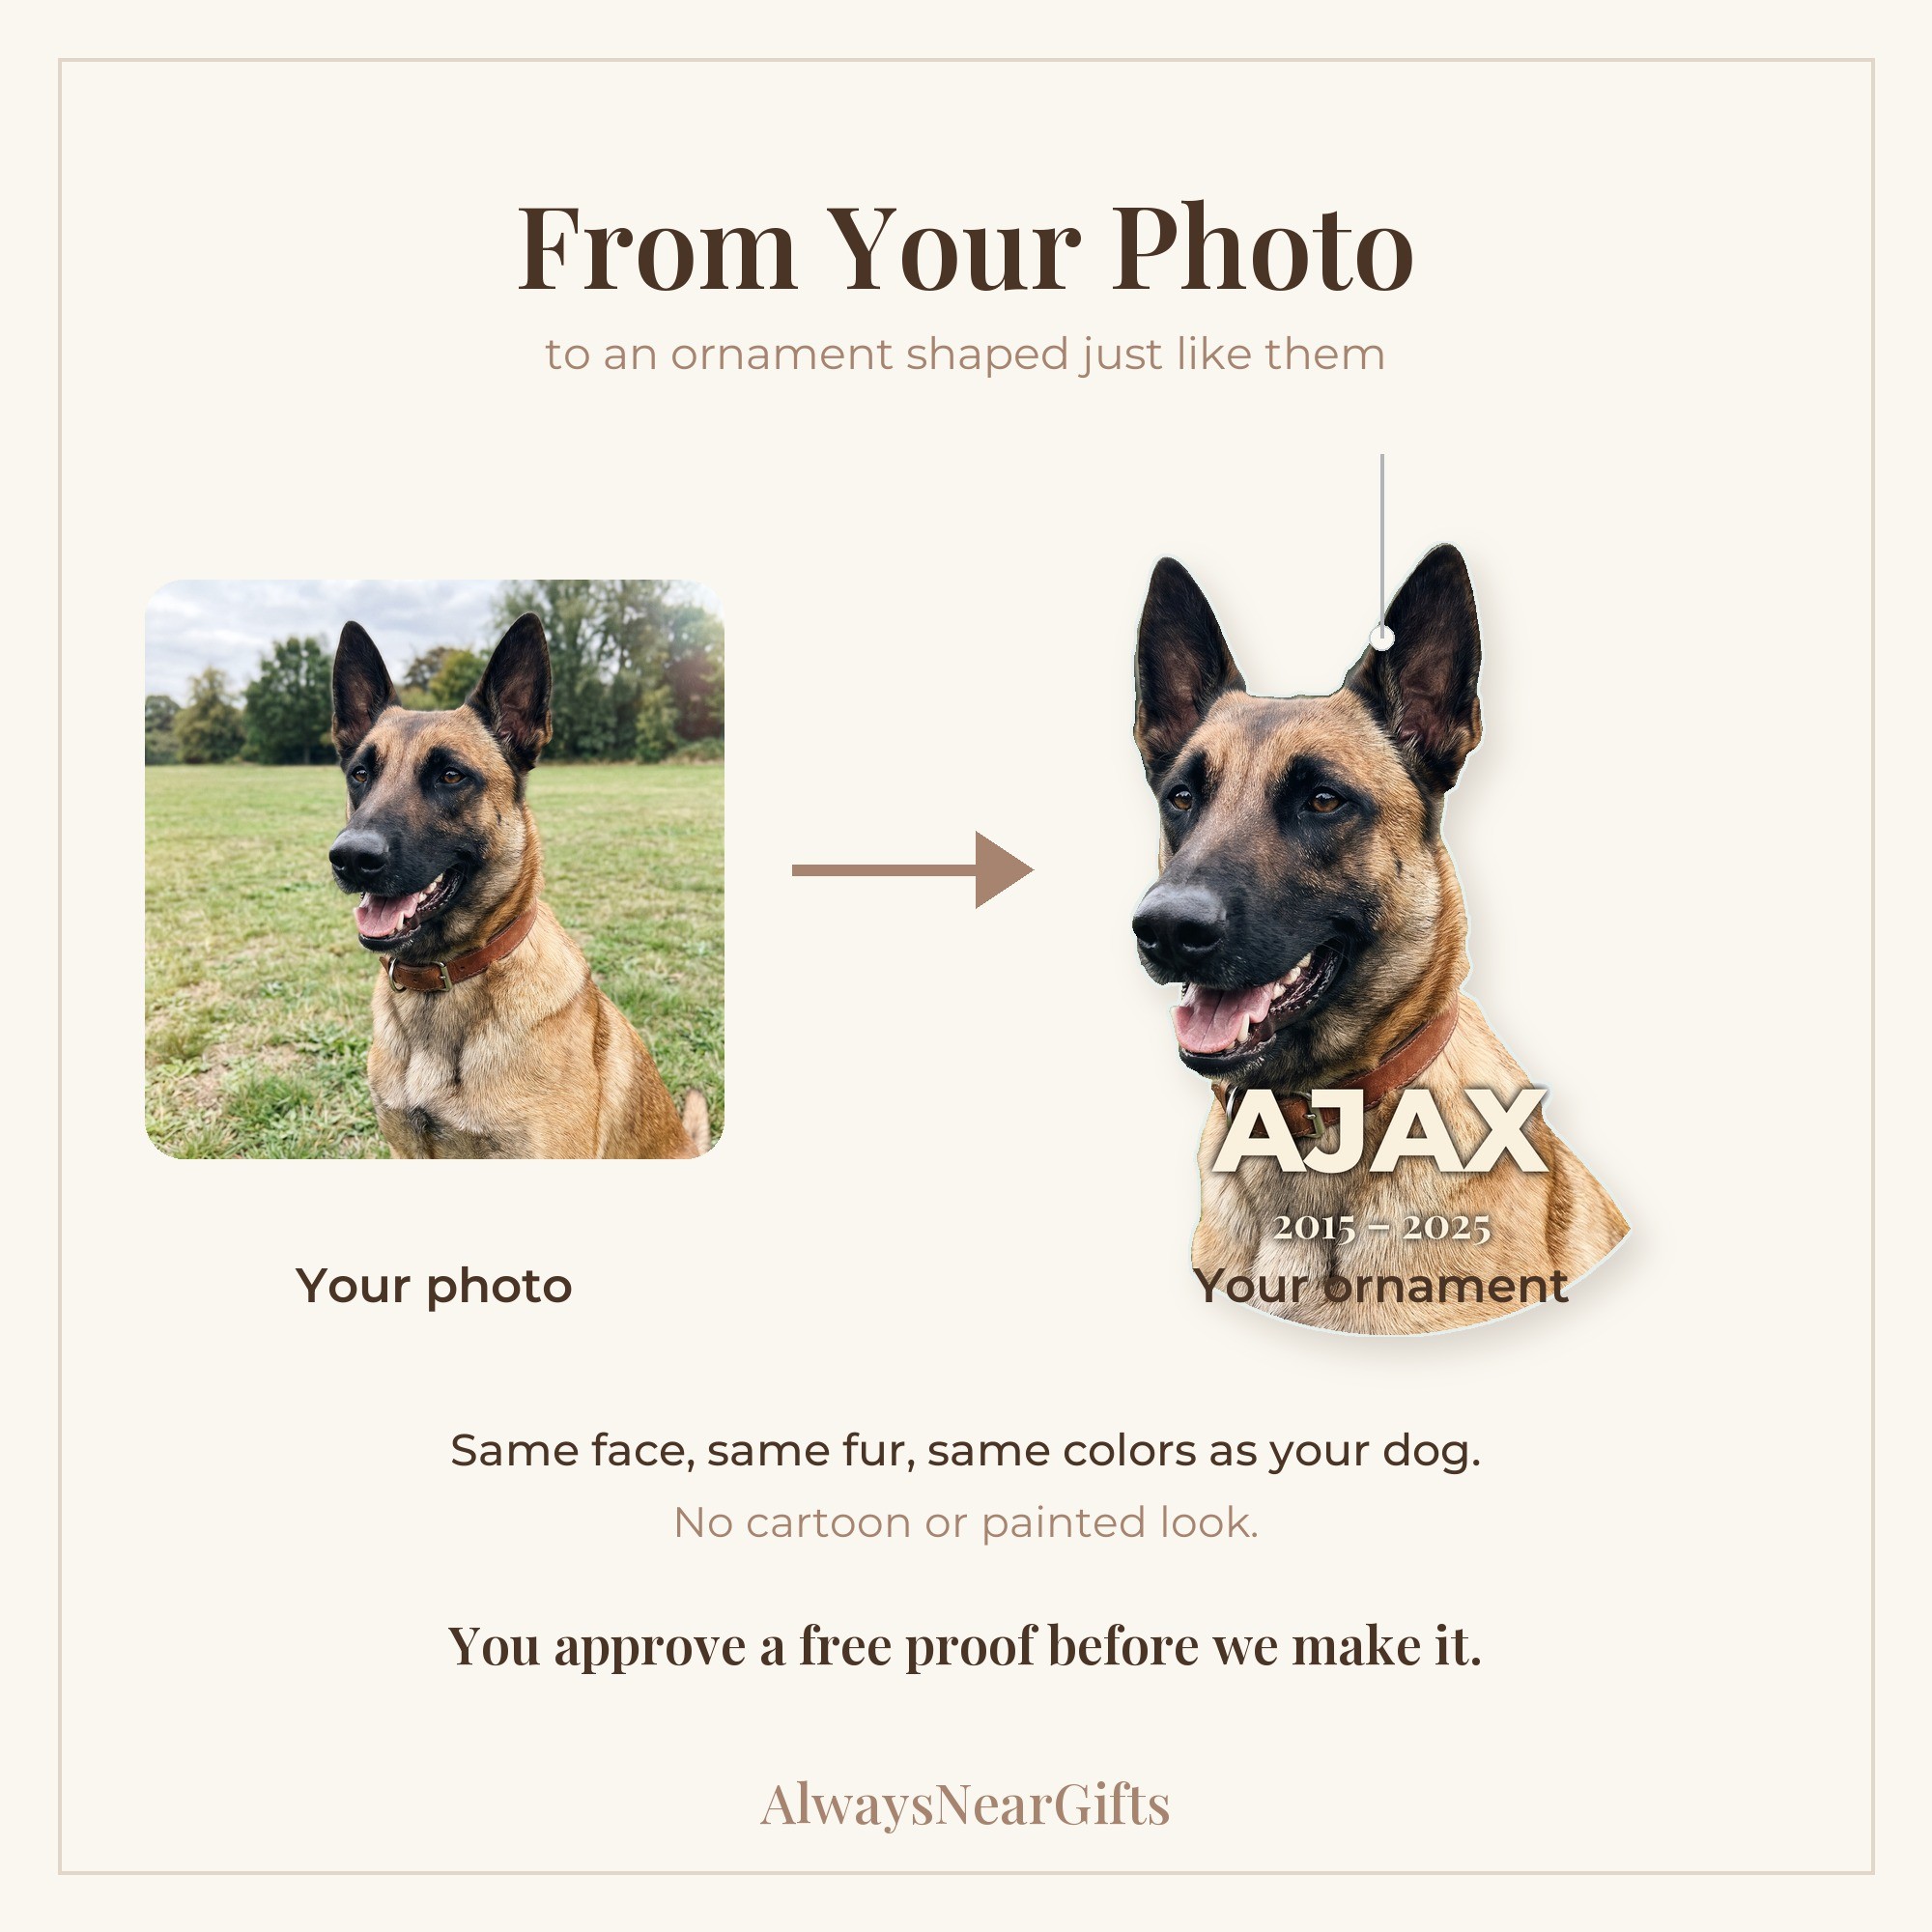 From Your Photo
to an ornament shaped just like them
AJAX
2015 – 2025
Your photo
Your ornament
Same face, same fur, same colors as your dog.
No cartoon or painted look.
You approve a free proof before we make it.
AlwaysNearGifts